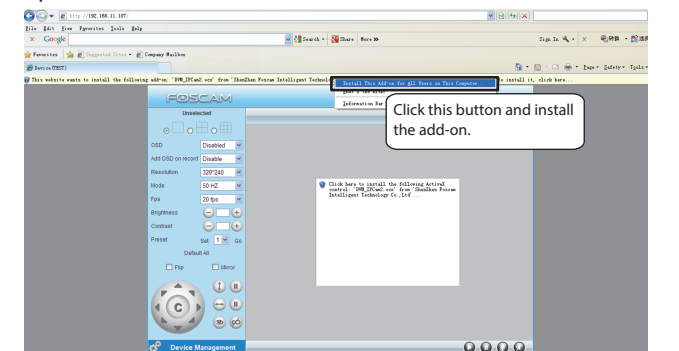 http://192.168.11.107/
File Edit View Favorites Tools Help
x Google Search Share More >> Sign In x
Favorites Suggested Sites Company Mailbox
Device(TEST) Page Safety Tools
This website wants to install the following add-on: 'DVM_IPCam2.ocx' from 'ShenZhen Foscam Intelligent Technol install it, click here...
Install This Add-on for All Users on This Computer
Information Bar
Click this button and install
the add-on.
FOSCAM
Unselected
OSD Disabled
Add OSD on record Disable
Resolution 320*240
Mode 50 HZ
Fps 20 fps
Brightness
Contrast
Preset Set 1 Go
Default All
Flip Mirror
C
Click here to install the following ActiveX
control: 'DVM_IPCam2.ocx' from 'ShenZhen Foscam
Intelligent Technology Co.,Ltd'...
Device Management